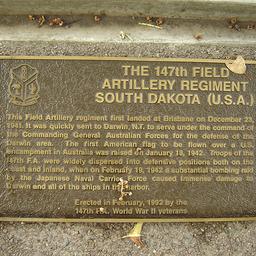 THE 147th FIELD
ARTILLERY REGIMENT
SOUTH DAKOTA (U.S.A.)
This Field Artillery regiment first landed at Brisbane on December 23,
1941. It was quickly sent to Darwin, N.T. to serve under the command of
the Commanding General Australian Forces for the defense of the
Darwin area. The first American flag to be flown over a U.S.
encampment in Australia was raised on January 18, 1942. Troops of the
147th F.A. were widely dispersed into defensive positions both on the
coast and inland, when on February 19, 1942 a substantial bombing raid
by the Japanese Naval Carrier Force caused immense damage to
Darwin and all of the ships in its harbor.
Erected in February, 1992 by the
147th F.A. World War II veterans